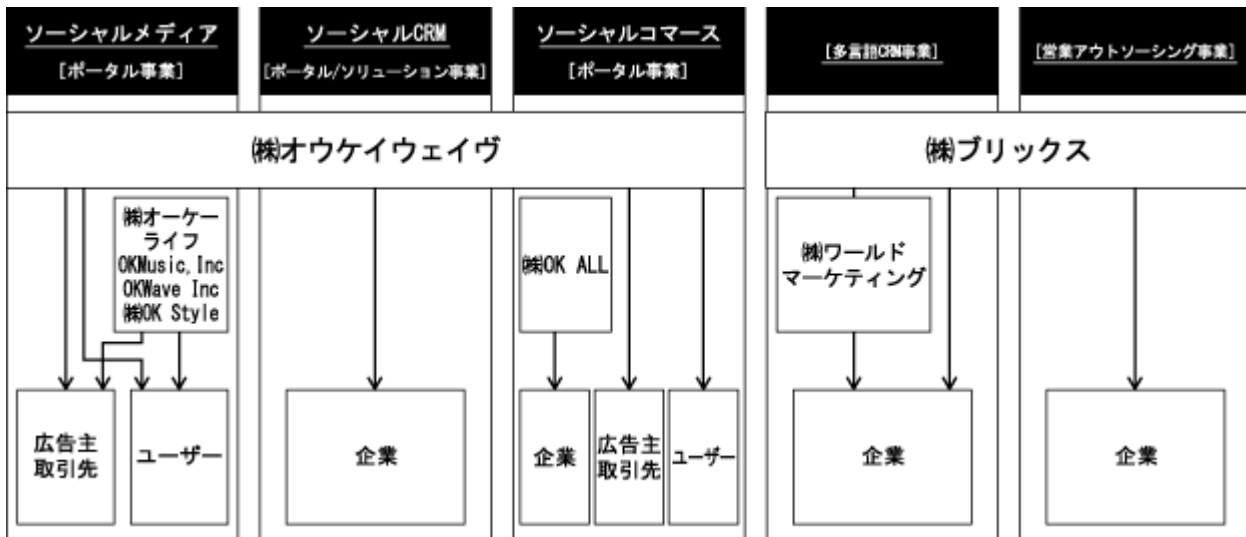 ソーシャルメディア
[ポータル事業]
ソーシャルCRM
[ポータル/ソリューション事業]
ソーシャルコマース
[ポータル事業]
[多言語CRM事業]
[営業アウトソーシング事業]
㈱オウケイウェイヴ
㈱ブリックス
㈱オーケー
ライフ
OKMusic,Inc
OKWave Inc
㈱OK Style
㈱OK ALL
㈱ワールド
マーケティング
広告主
取引先
ユーザー
企業
企業
広告主
取引先
ユーザー
企業
企業